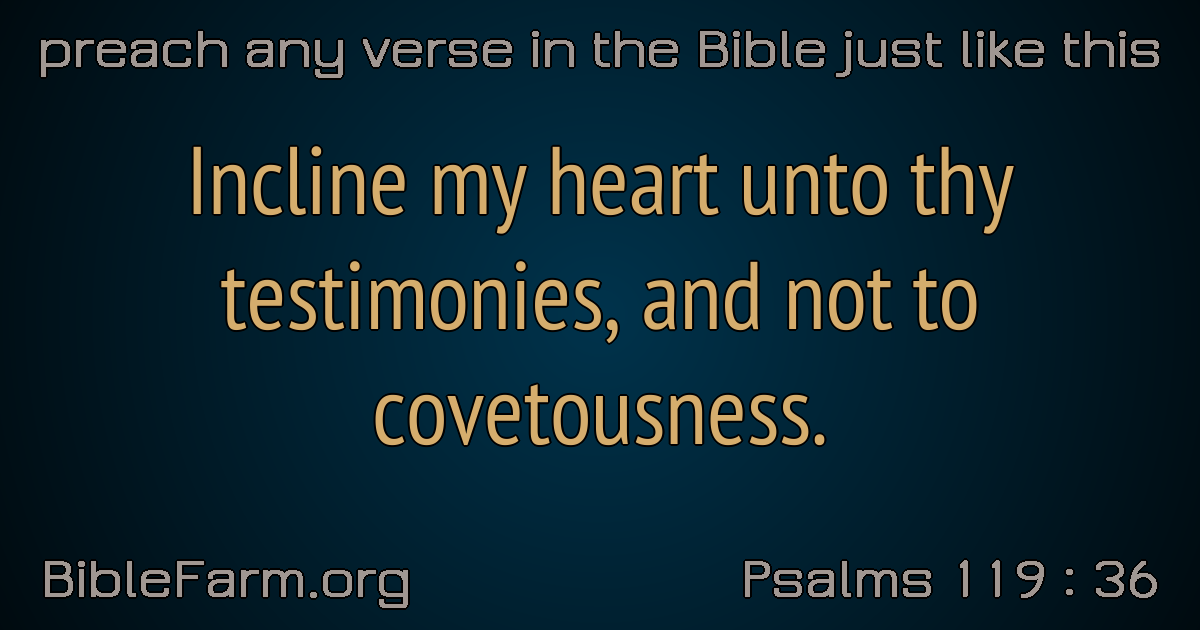 preach any verse in the Bible just like this
Incline my heart unto thy
testimonies, and not to
covetousness.
BibleFarm.org
Psalms 119 : 36